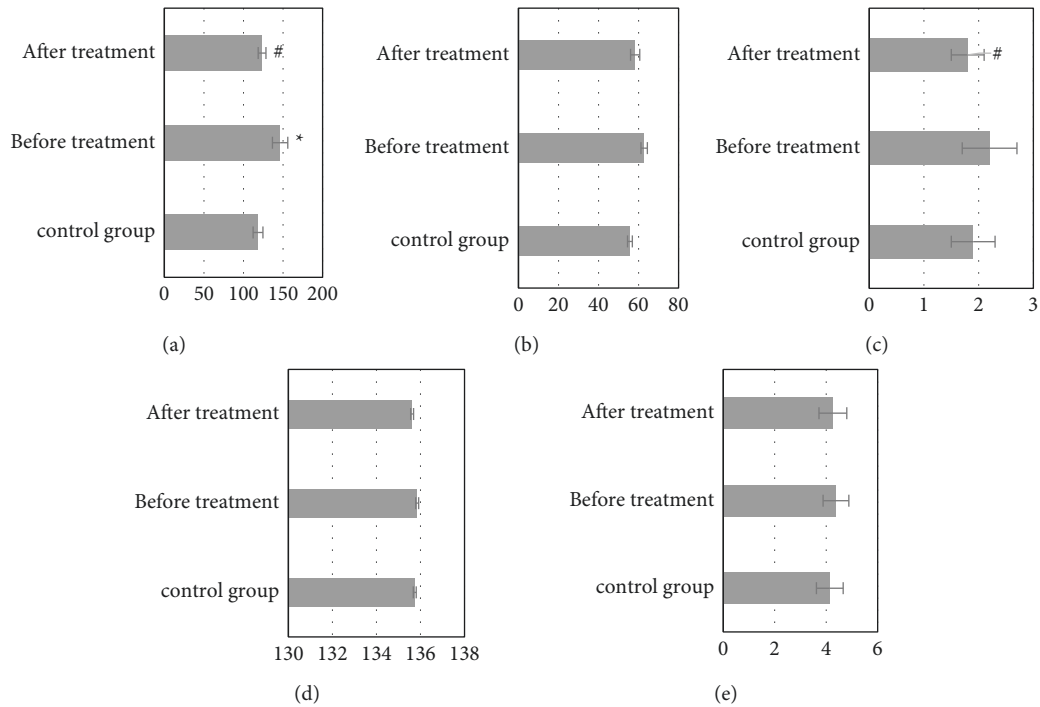 After treatment
#
Before treatment
*
control group
0 50 100 150 200
(a)
After treatment
Before treatment
control group
0 20 40 60 80
(b)
After treatment
#
Before treatment
control group
0 1 2 3
(c)
After treatment
Before treatment
control group
130 132 134 136 138
(d)
After treatment
Before treatment
control group
0 2 4 6
(e)